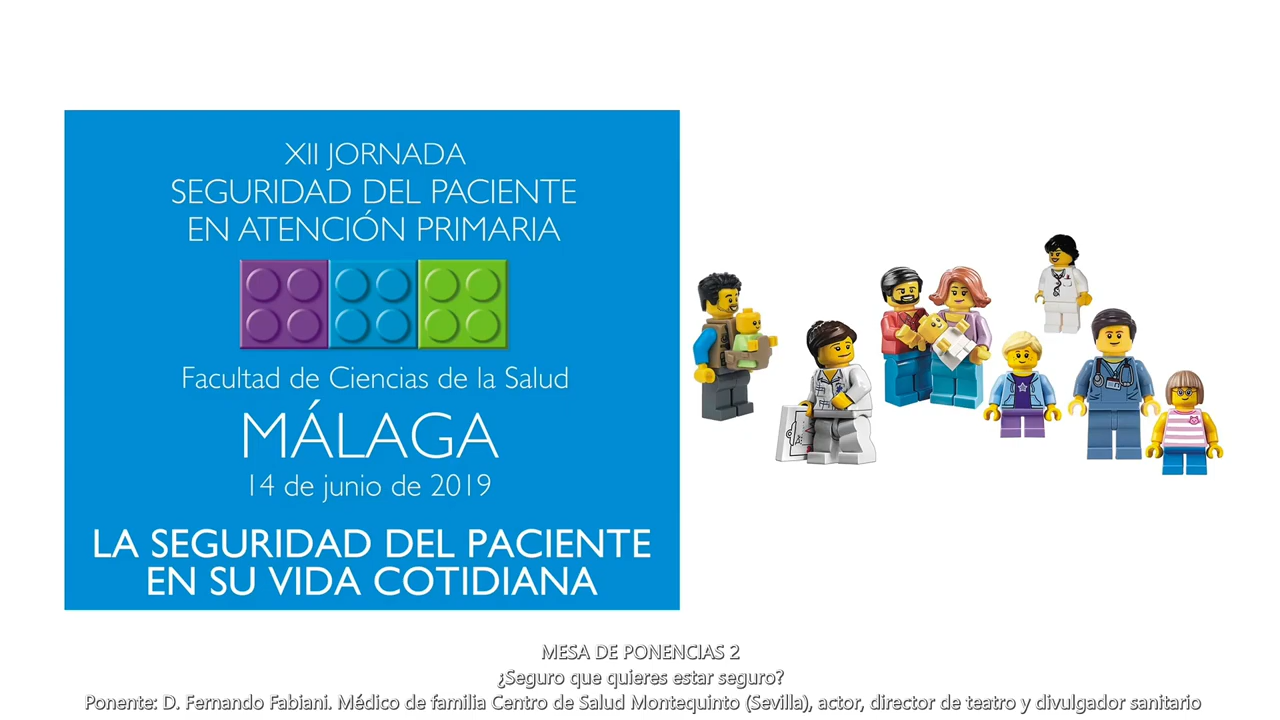 XII JORNADA
SEGURIDAD DEL PACIENTE
EN ATENCIÓN PRIMARIA
Facultad de Ciencias de la Salud
MÁLAGA
14 de junio de 2019
LA SEGURIDAD DEL PACIENTE
EN SU VIDA COTIDIANA
MESA DE PONENCIAS 2
¿Seguro que quieres estar seguro?
Ponente: D. Fernando Fabiani. Médico de familia Centro de Salud Montequinto (Sevilla), actor, director de teatro y divulgador sanitario